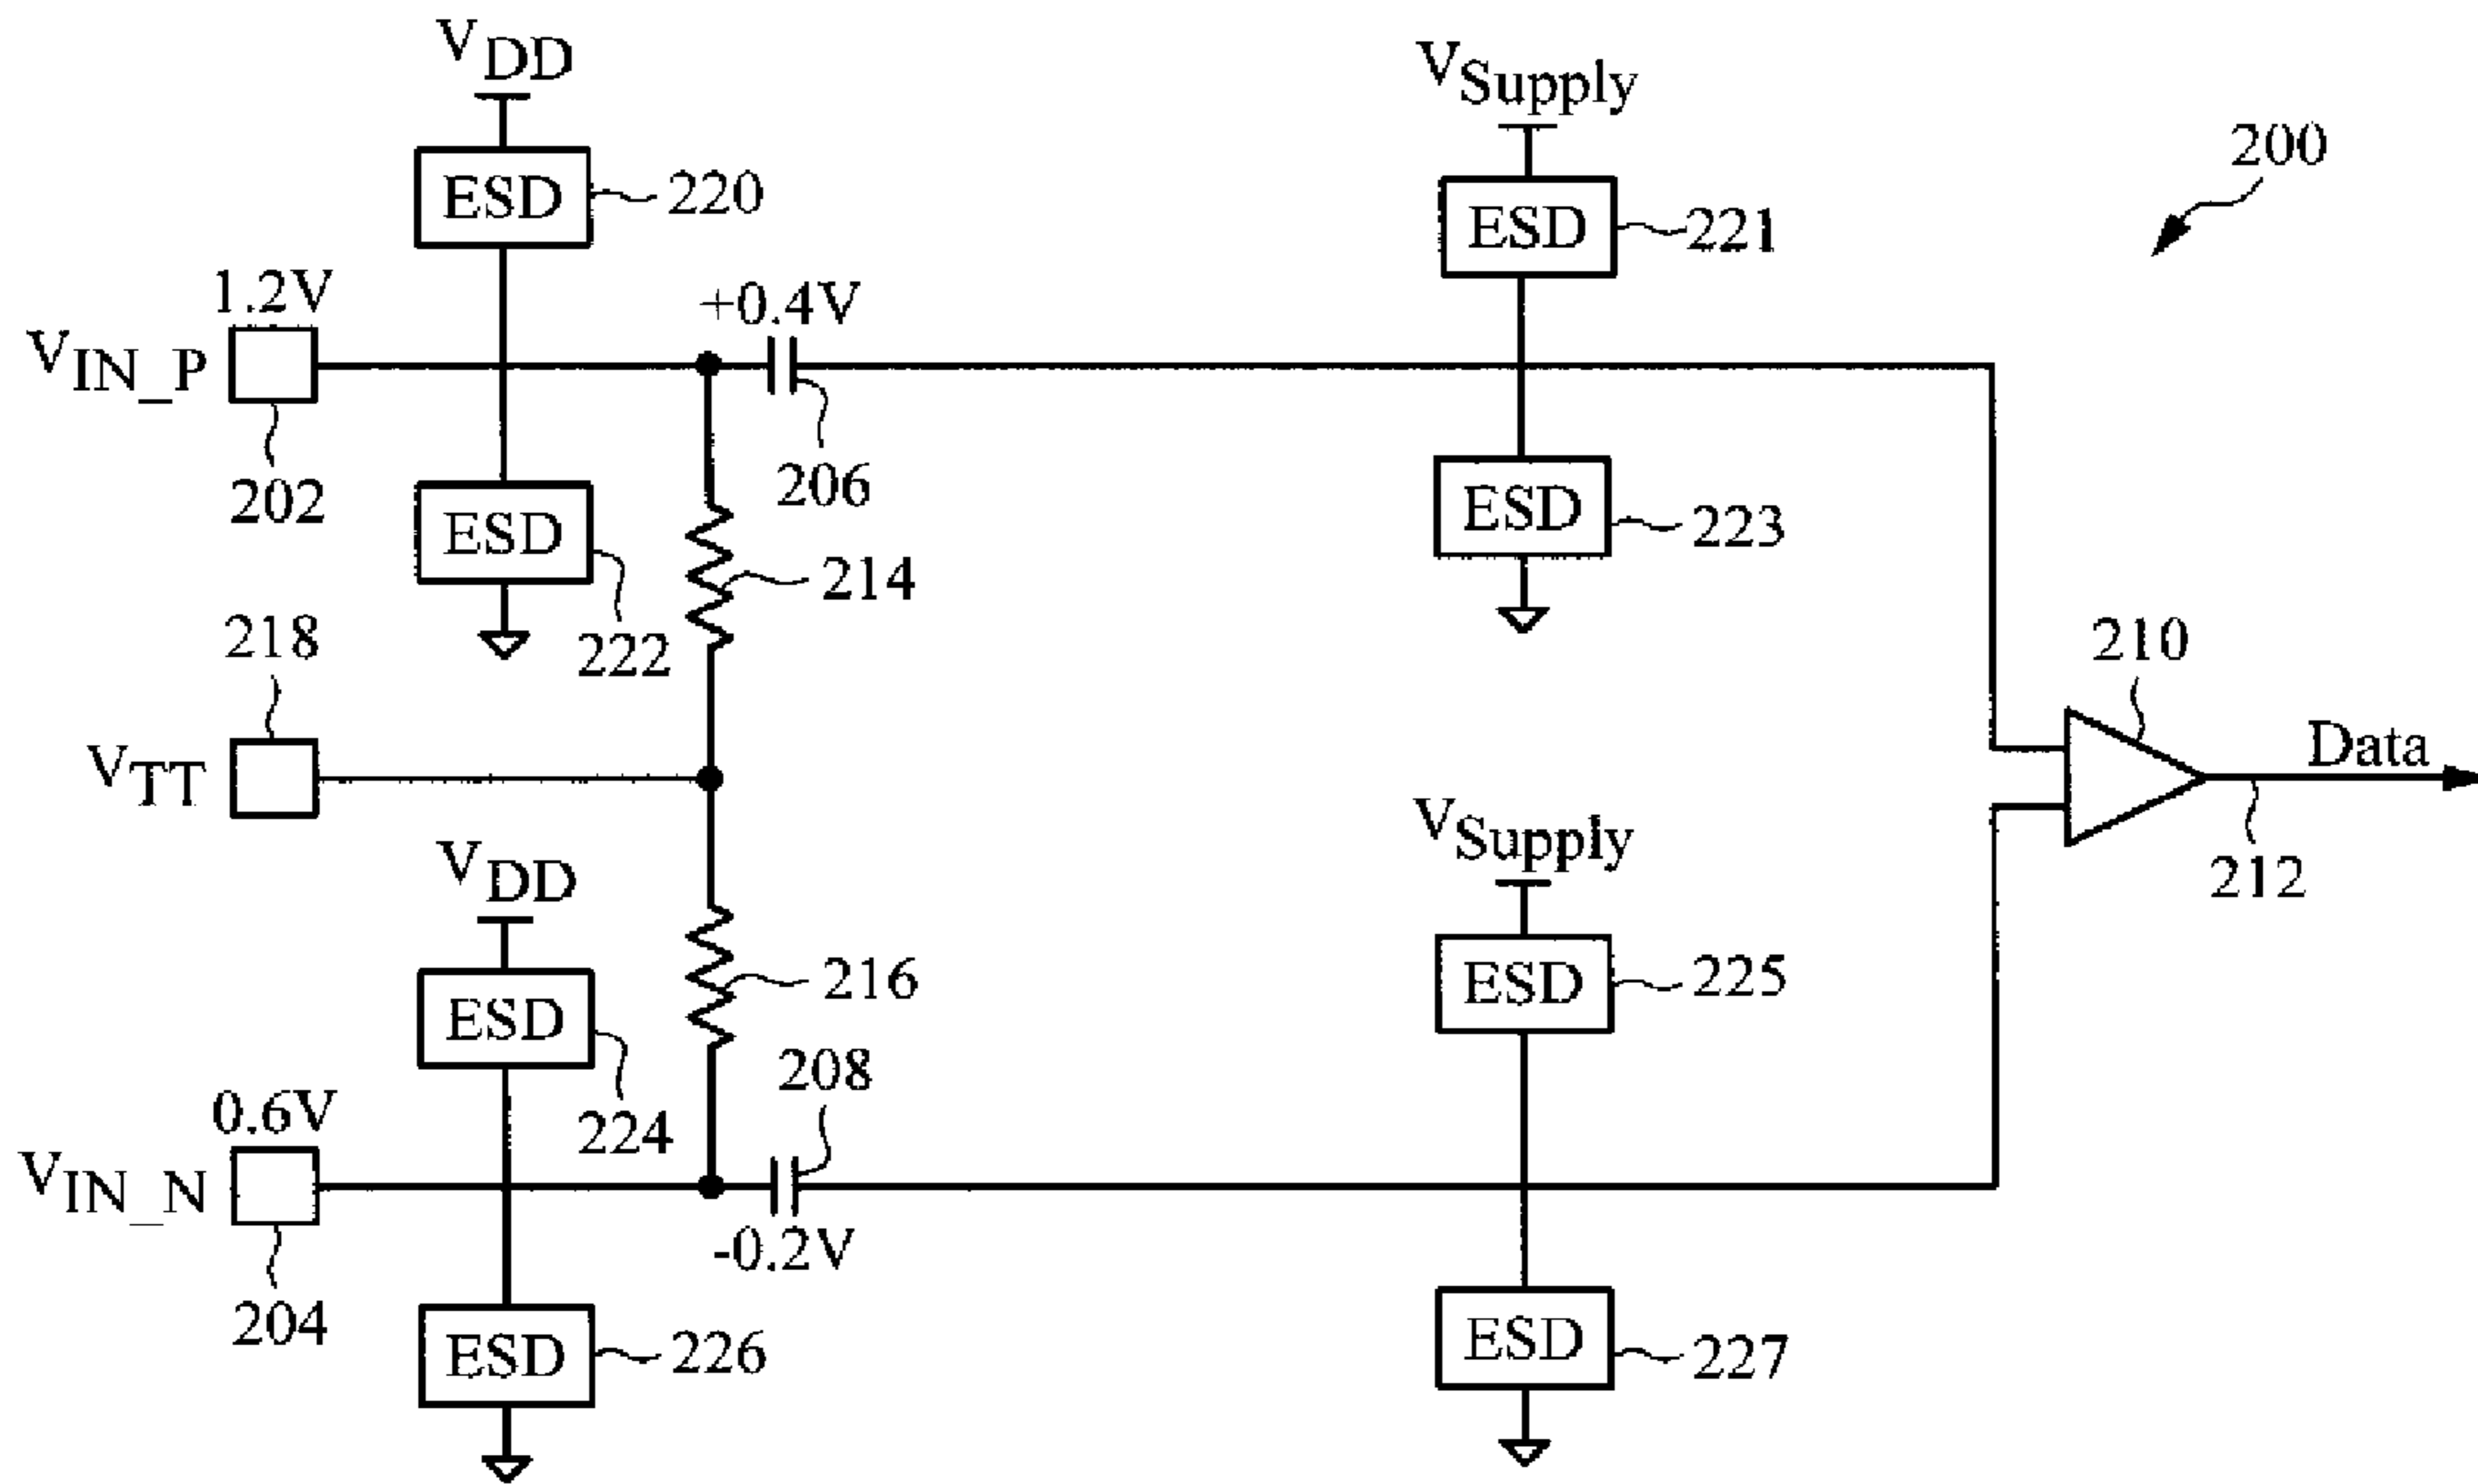 VDD
VSupply
200
ESD
220
ESD
221
1.2V
+0.4V
VIN_P
206
202
ESD
222
ESD
223
214
218
210
VTT
Data
212
VDD
VSupply
ESD
224
216
ESD
225
208
0.6V
VIN_N
-0.2V
204
ESD
226
ESD
227